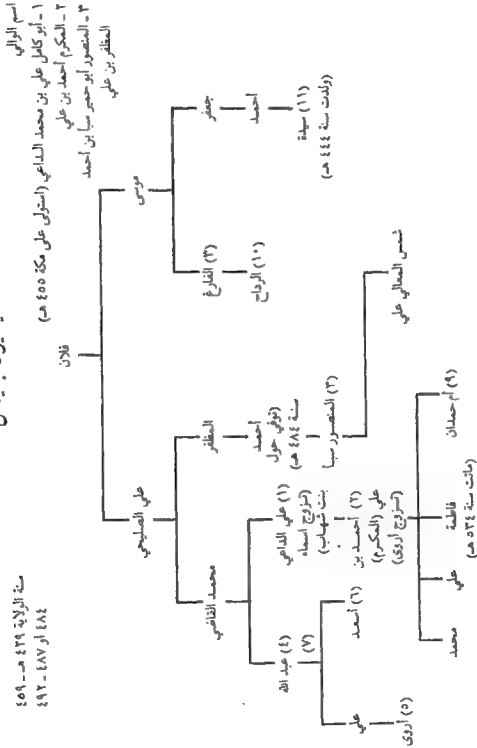 اسم الوالي
١ - أبو كامل علي بن محمد الداعي (استولى على مكة ٤٥٥ هـ)
٢ - المكرم أحمد بن علي
٣ - المنصور أبو حمير سبأ بن أحمد
المظفر بن علي
سنة الولاية ٤٣٩ هـ - ٤٥٩
٤٨٤ أو ٤٨٧ - ٤٩٢
فلان
علي الصليحي
موسى
محمد القاضي
المظفر
الفارع (٣)
جعفر
عبد الله (٤)
(٧)
علي الداعي (١)
(تزوج أسماء
بنت شهاب)
أحمد
(توفي حول
سنة ٤٨٤ هـ)
الرداح (١٠)
أحمد
علي
أسعد (٦)
أحمد بن (٢)
علي (المكرم)
(تزوج أروى)
المنصور سبأ (٣)
سيدة (١١)
(ولدت سنة ٤٤٤ هـ)
أروى (٥)
شمس المعالي علي
محمد
علي
فاطمة
(ماتت سنة ٥٣٤ هـ)
أم حمدان (٩)